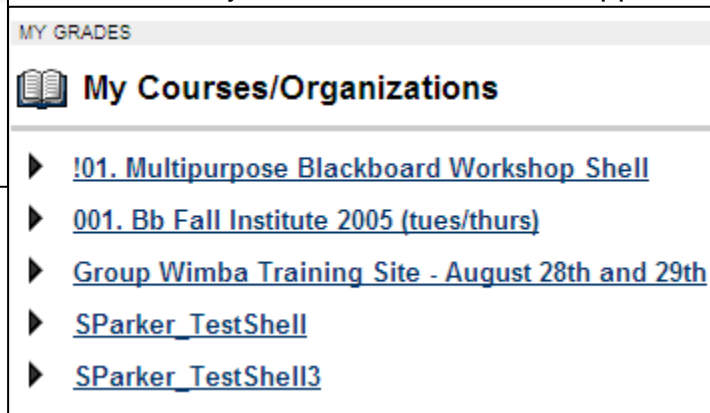 MY GRADES
My Courses/Organizations
!01. Multipurpose Blackboard Workshop Shell
001. Bb Fall Institute 2005 (tues/thurs)
Group Wimba Training Site - August 28th and 29th
SParker_TestShell
SParker_TestShell3